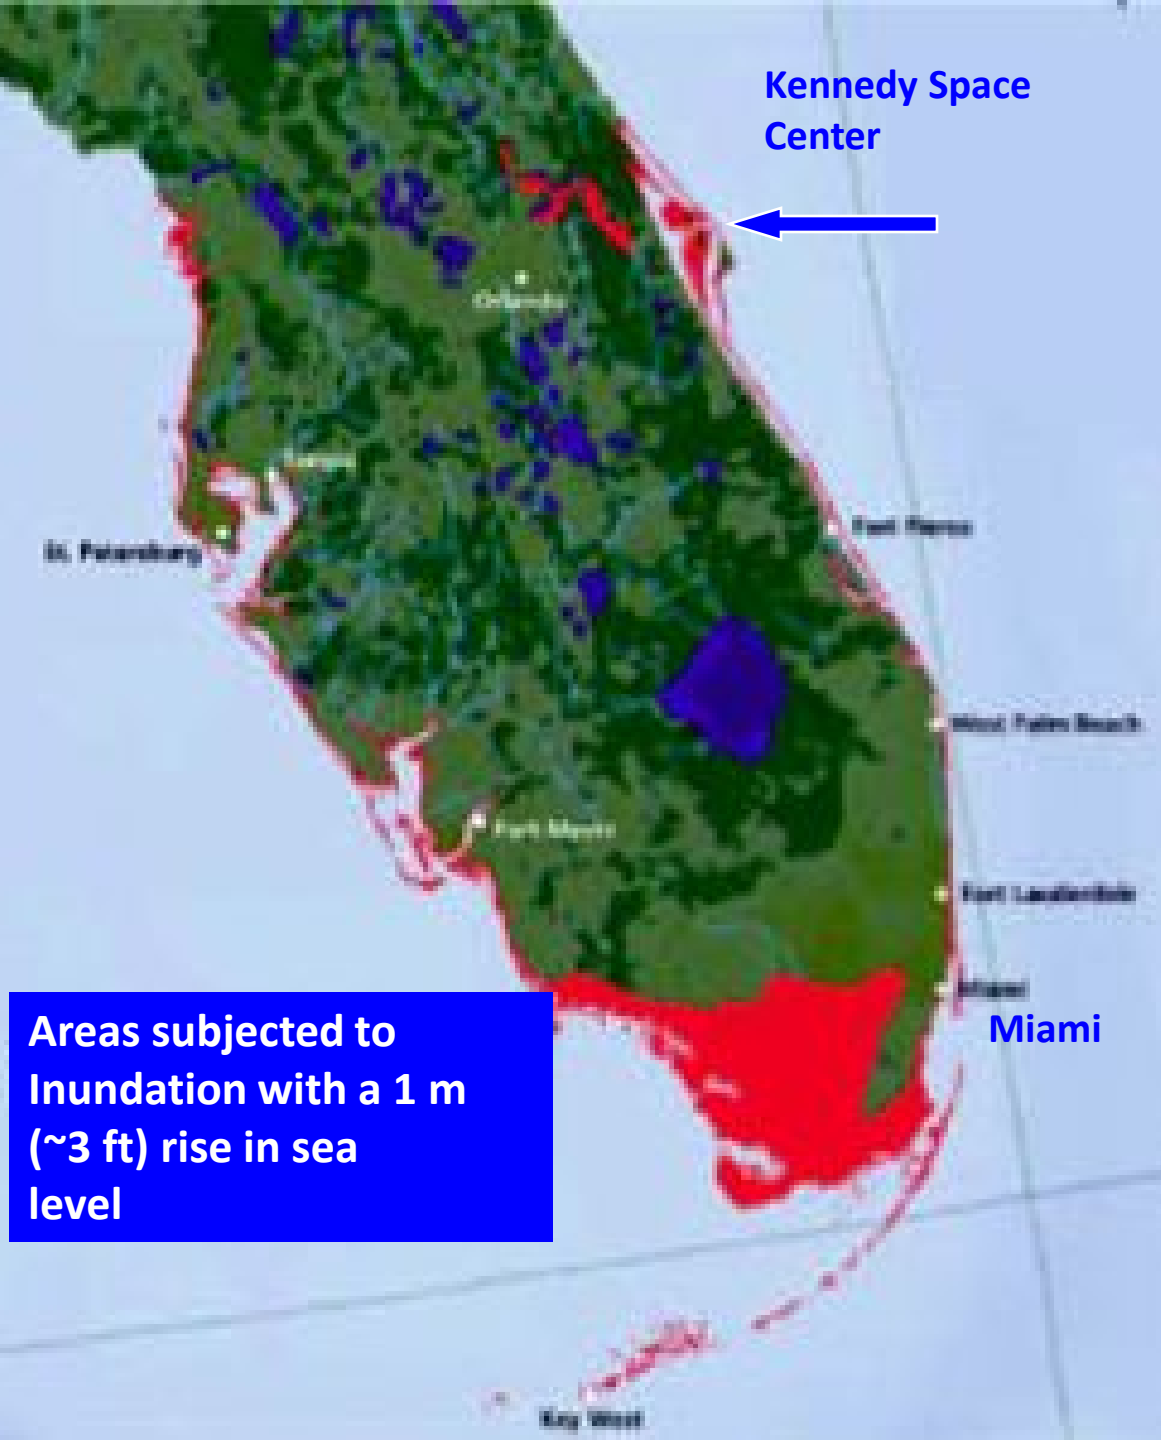 Kennedy Space
Center
Orlando
Tampa
St. Petersburg
Fort Pierce
West Palm Beach
Fort Myers
Fort Lauderdale
Miami
Miami
Areas subjected to
Inundation with a 1 m
(~3 ft) rise in sea
level
Key West